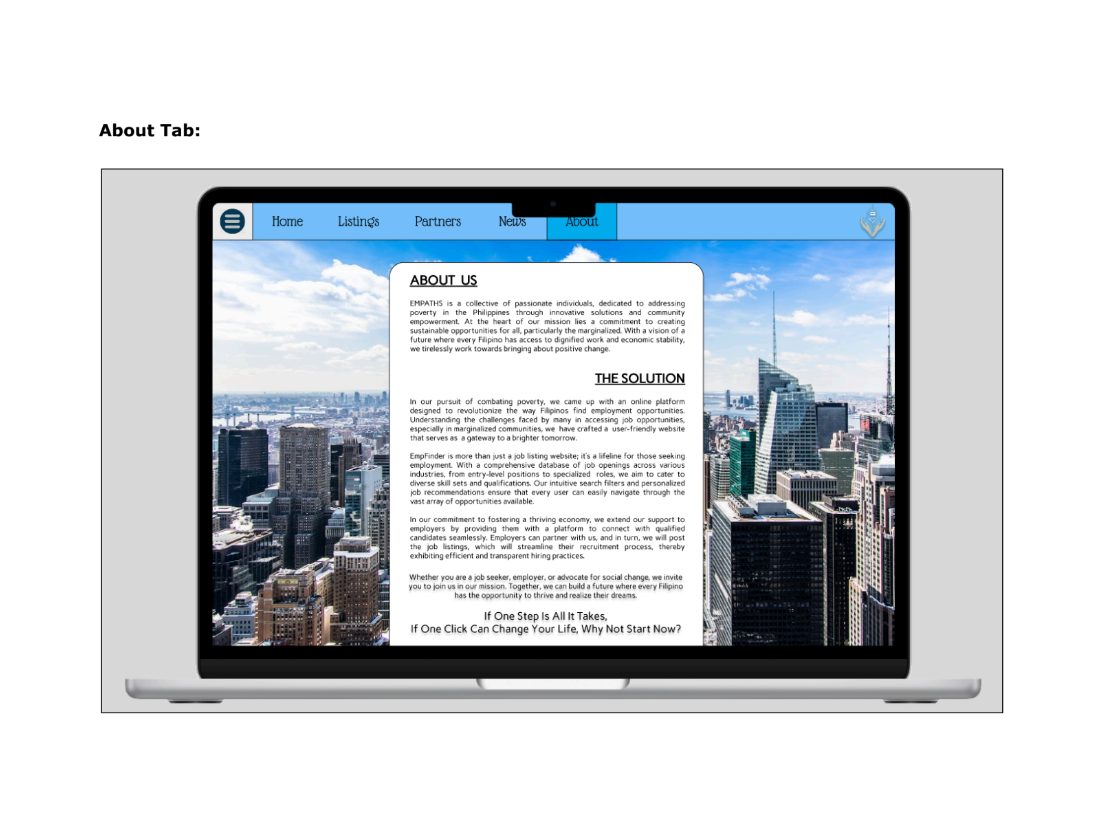 About Tab:
Home Listings Partners News About
ABOUT US
EMPATHS is a collective of passionate individuals, dedicated to addressing
poverty in the Philippines through innovative solutions and community
empowerment. At the heart of our mission lies a commitment to creating
sustainable opportunities for all, particularly the marginalized. With a vision of a
future where every Filipino has access to dignified work and economic stability,
we tirelessly work towards bringing about positive change.
THE SOLUTION
In our pursuit of combating poverty, we came up with an online platform
designed to revolutionize the way Filipinos find employment opportunities.
Understanding the challenges faced by many in accessing job opportunities,
especially in marginalized communities, we have crafted a user-friendly website
that serves as a gateway to a brighter tomorrow.
EmpFinder is more than just a job listing website; it's a lifeline for those seeking
employment. With a comprehensive database of job openings across various
industries, from entry-level positions to specialized roles, we aim to cater to
diverse skill sets and qualifications. Our intuitive search filters and personalized
job recommendations ensure that every user can easily navigate through the
vast array of opportunities available.
In our commitment to fostering a thriving economy, we extend our support to
employers by providing them with a platform to connect with qualified
candidates seamlessly. Employers can partner with us, and in turn, we will post
the job listings, which will streamline their recruitment process, thereby
exhibiting efficient and transparent hiring practices.
Whether you are a job seeker, employer, or advocate for social change, we invite
you to join us in our mission. Together, we can build a future where every Filipino
has the opportunity to thrive and realize their dreams.
If One Step Is All It Takes,
If One Click Can Change Your Life, Why Not Start Now?